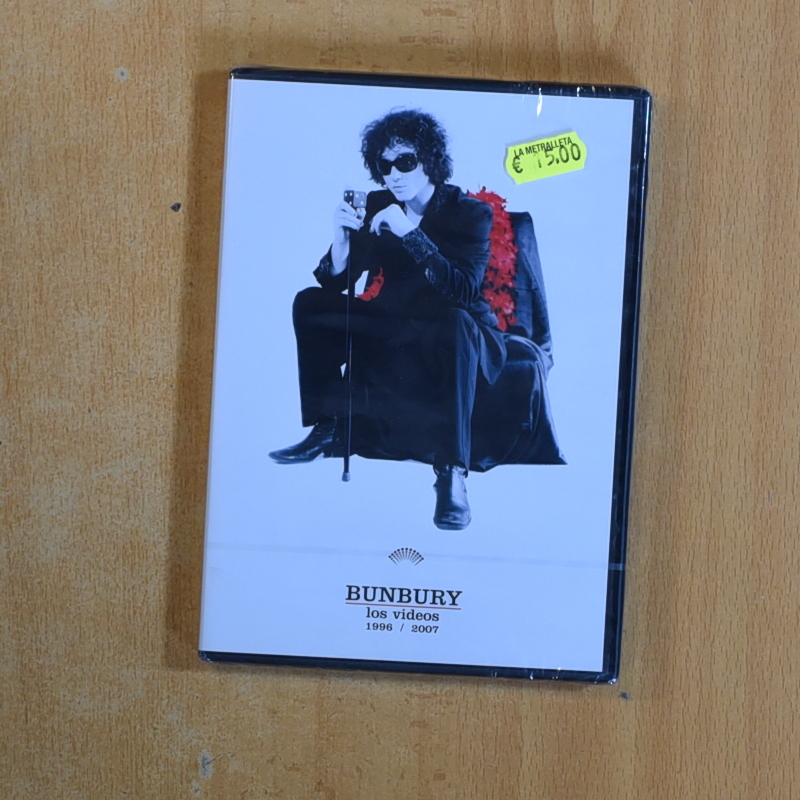 LA METRALLETA
€ 15.00
BUNBURY
los videos
1996 / 2007